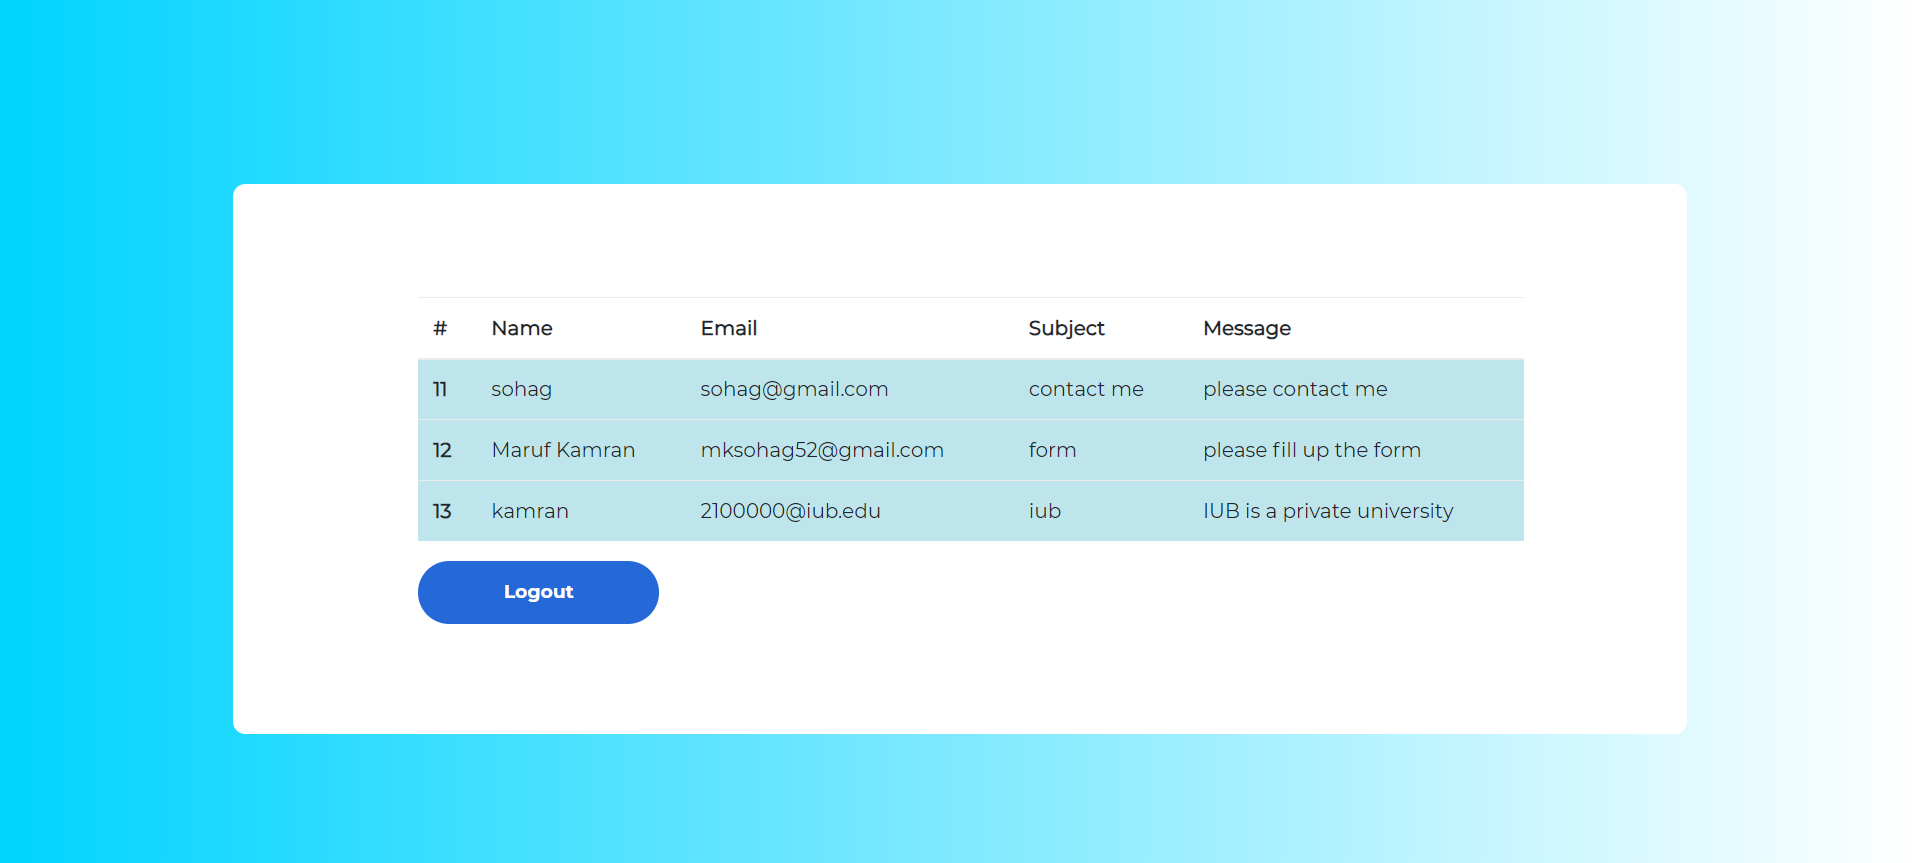 # Name Email Subject Message
11 sohag sohag@gmail.com contact me please contact me
12 Maruf Kamran mksohag52@gmail.com form please fill up the form
13 kamran 2100000@iub.edu iub IUB is a private university
Logout